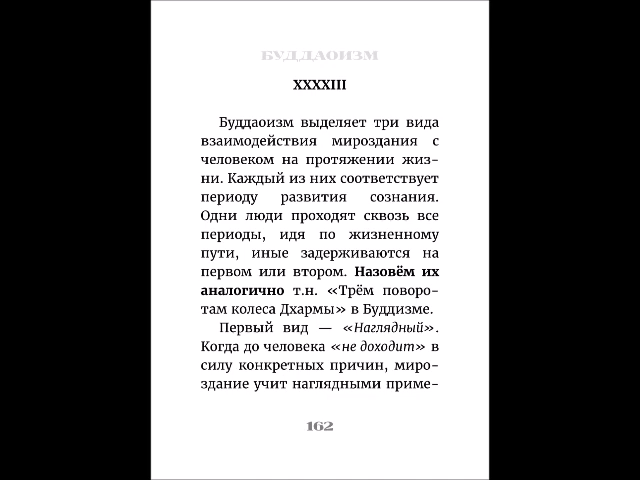 БУДДАОИЗМ
XXXXIII
Буддаоизм выделяет три вида
взаимодействия мироздания с
человеком на протяжении жиз-
ни. Каждый из них соответствует
периоду развития сознания.
Одни люди проходят сквозь все
периоды, идя по жизненному
пути, иные задерживаются на
первом или втором. Назовём их
аналогично т.н. «Трём поворо-
там колеса Дхармы» в Буддизме.
Первый вид — «Наглядный».
Когда до человека «не доходит» в
силу конкретных причин, миро-
здание учит наглядными приме-
162